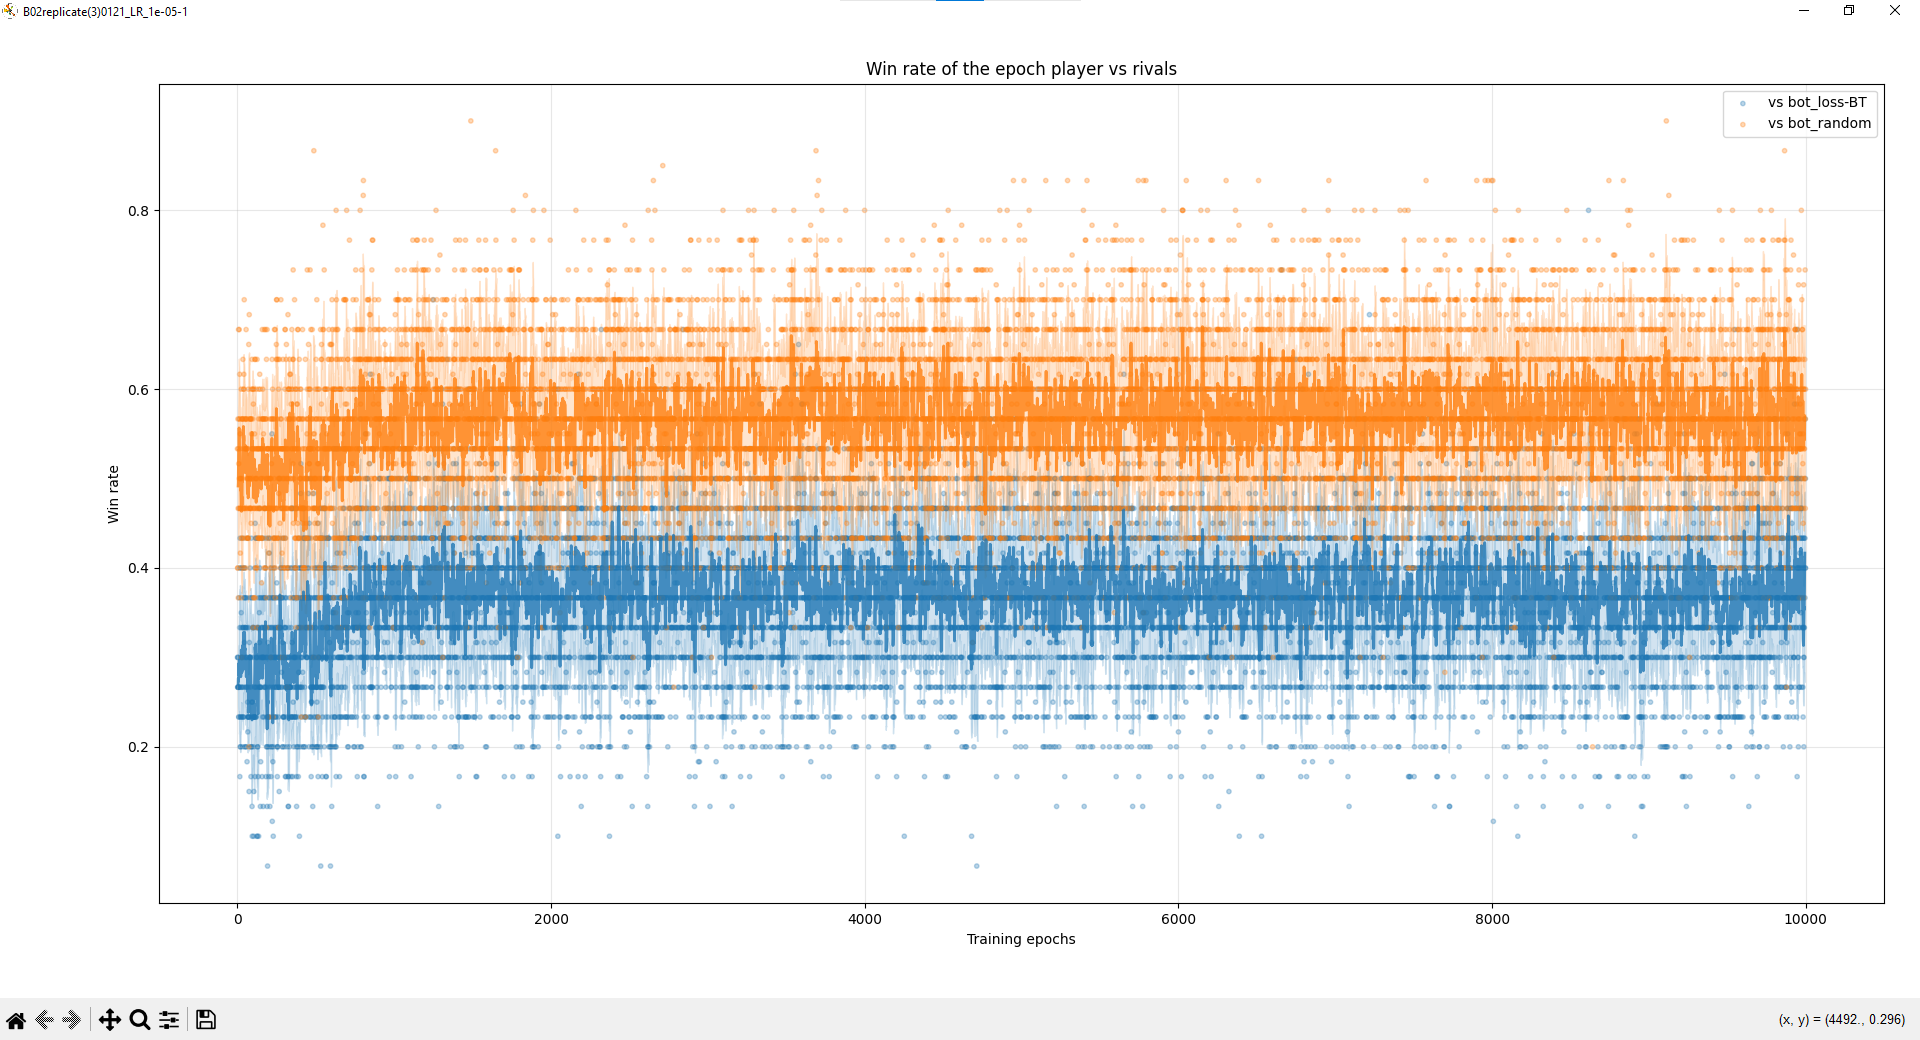 B02replicate(3)0121_LR_1e-05-1
Win rate of the epoch player vs rivals
vs bot_loss-BT
vs bot_random
0.8
0.6
0.4
0.2
Win rate
0
2000
4000
6000
8000
10000
Training epochs
(x, y) = (4492., 0.296)